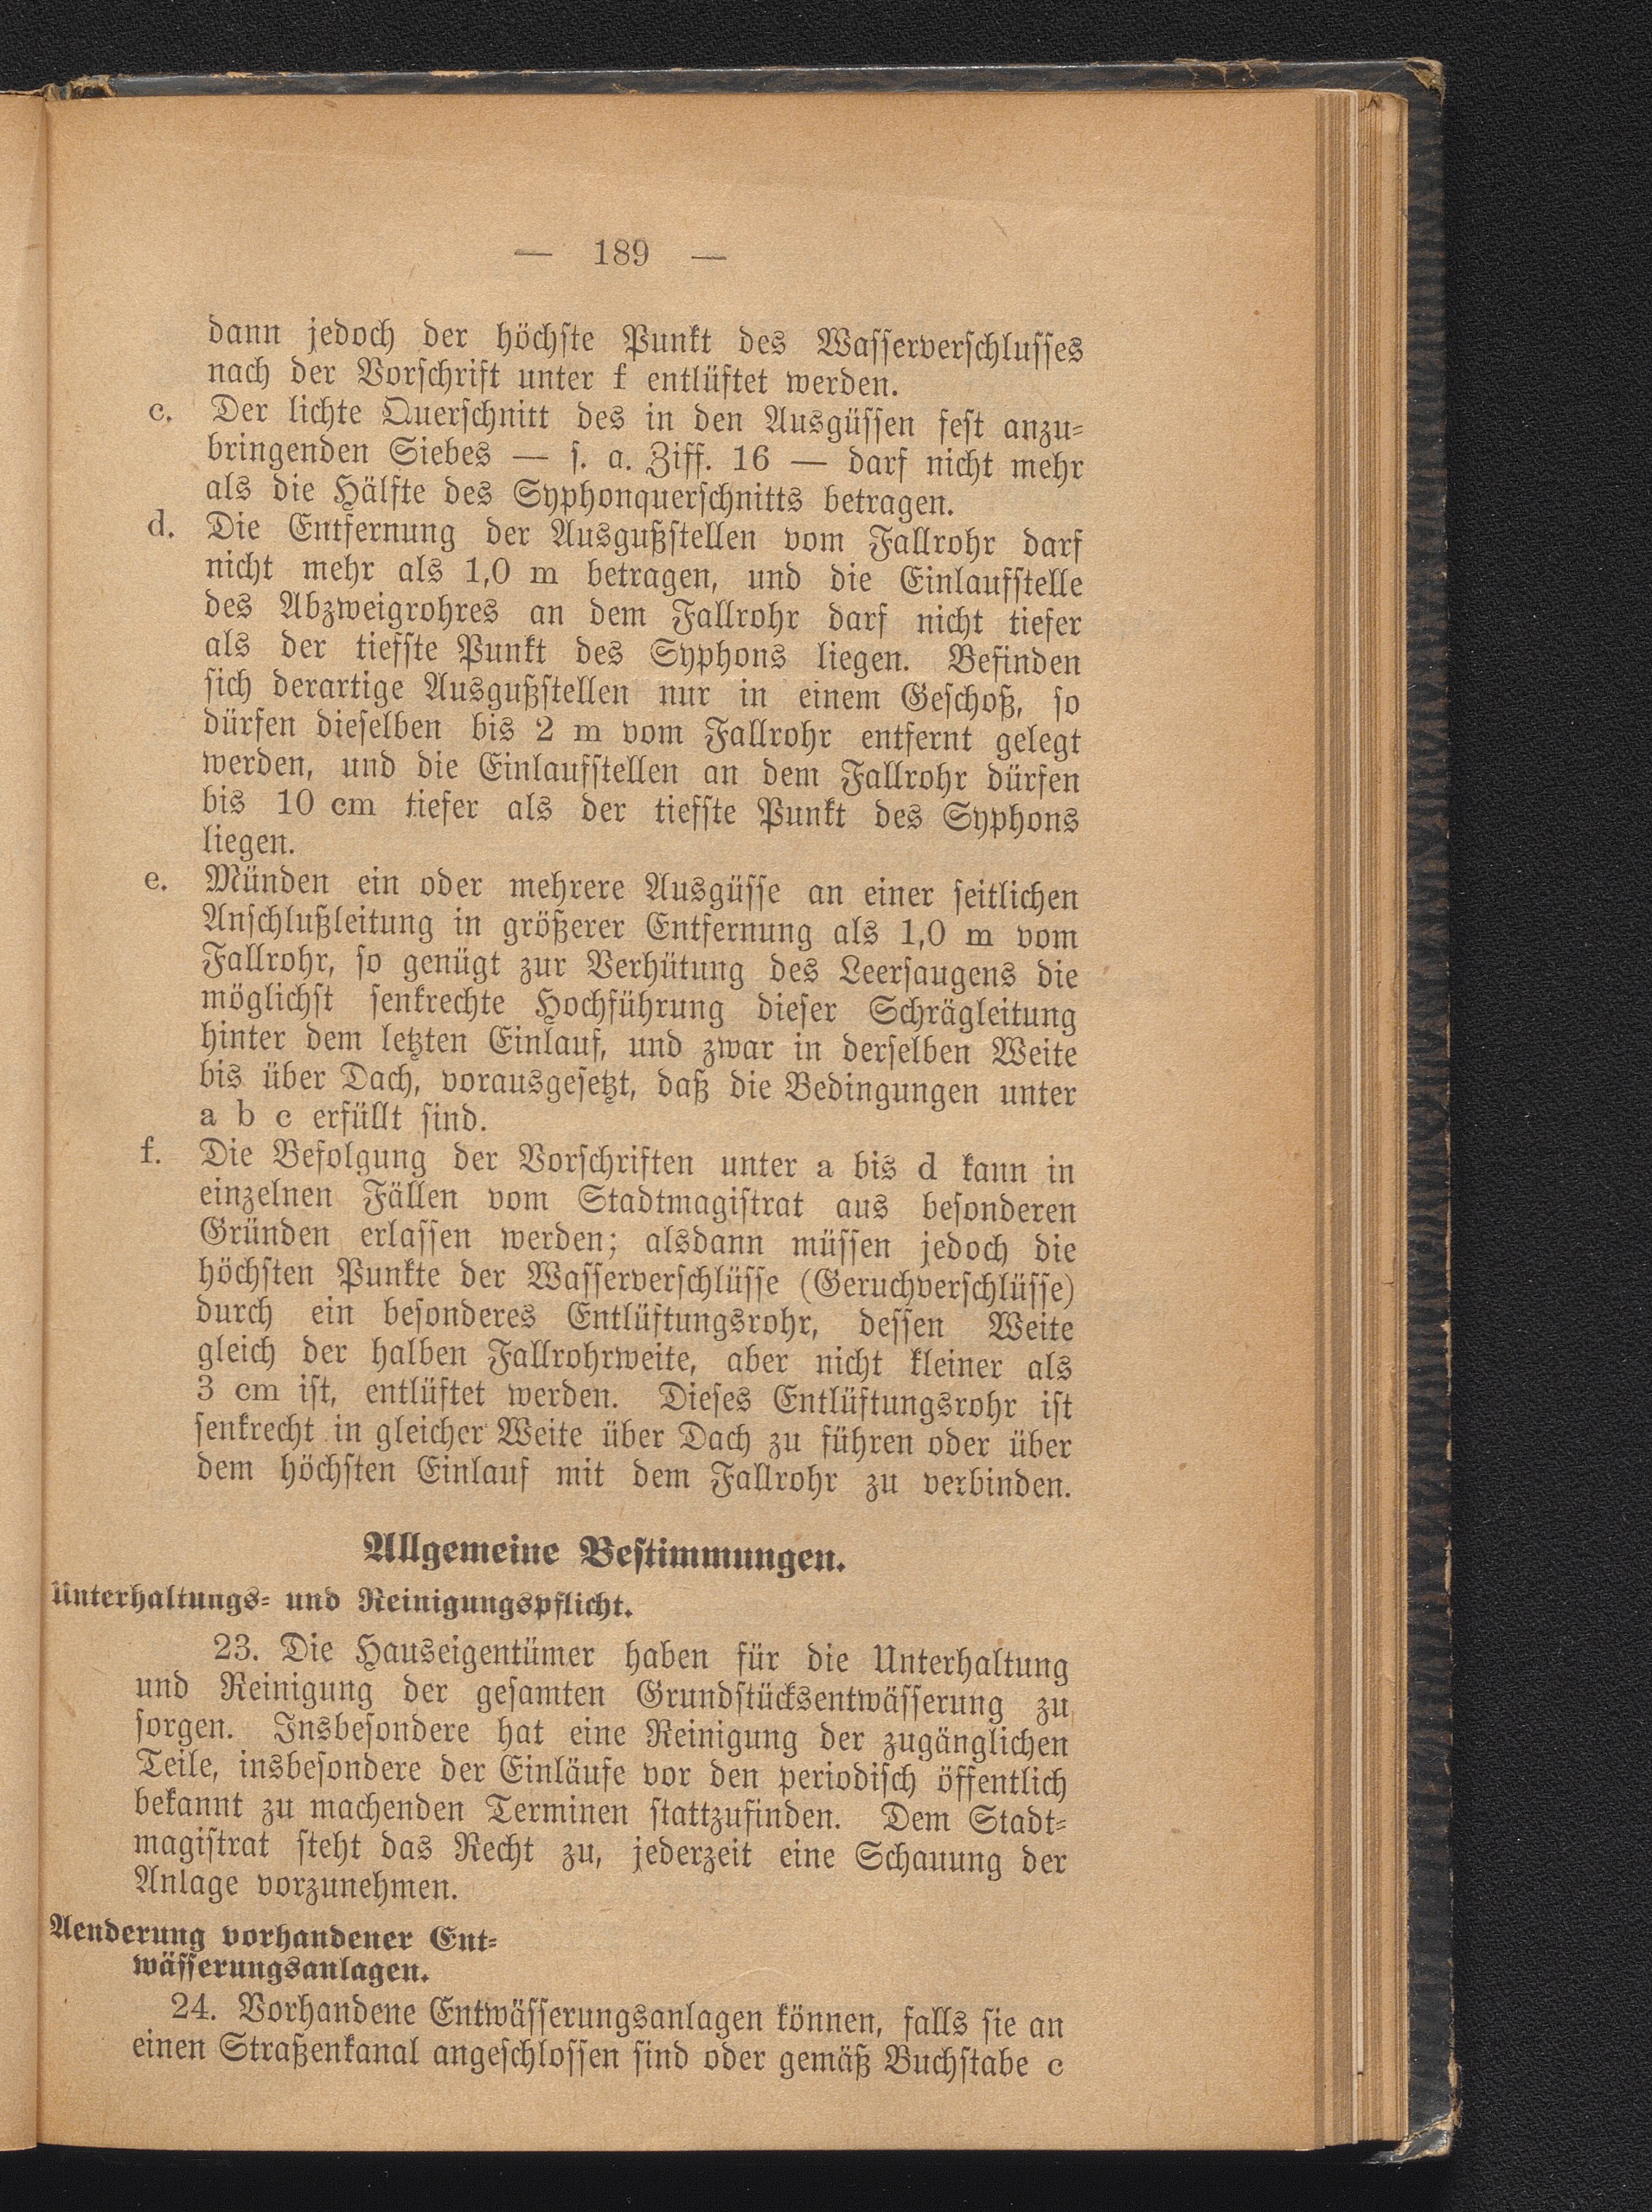 — 189 —
dann jedoch der höchste Punkt des Wasserverschlusses
nach der Vorschrift unter f entlüftet werden.
c. Der lichte Querschnitt des in den Ausgüssen fest anzu-
bringenden Siebes — s. a. Ziff. 16 — darf nicht mehr
als die Hälfte des Syphonquerschnitts betragen.
d. Die Entfernung der Ausgußstellen vom Fallrohr darf
nicht mehr als 1,0 m betragen, und die Einlaufstelle
des Abzweigrohres an dem Fallrohr darf nicht tiefer
als der tiefste Punkt des Syphons liegen. Befinden
sich derartige Ausgußstellen nur in einem Geschoß, so
dürfen dieselben bis 2 m vom Fallrohr entfernt gelegt
werden, und die Einlaufstellen an dem Fallrohr dürfen
bis 10 cm tiefer als der tiefste Punkt des Syphons
liegen.
e. Münden ein oder mehrere Ausgüsse an einer seitlichen
Anschlußleitung in größerer Entfernung als 1,0 m vom
Fallrohr, so genügt zur Verhütung des Leersaugens die
möglichst senkrechte Hochführung dieser Schrägleitung
hinter dem letzten Einlauf, und zwar in derselben Weite
bis über Dach, vorausgesetzt, daß die Bedingungen unter
a b c erfüllt sind.
f. Die Befolgung der Vorschriften unter a bis d kann in
einzelnen Fällen vom Stadtmagistrat aus besonderen
Gründen erlassen werden; alsdann müssen jedoch die
höchsten Punkte der Wasserverschlüsse (Geruchverschlüsse)
durch ein besonderes Entlüftungsrohr, dessen Weite
gleich der halben Fallrohrweite, aber nicht kleiner als
3 cm ist, entlüftet werden. Dieses Entlüftungsrohr ist
senkrecht in gleicher Weite über Dach zu führen oder über
dem höchsten Einlauf mit dem Fallrohr zu verbinden.
Allgemeine Bestimmungen.
Unterhaltungs- und Reinigungspflicht.
23. Die Hauseigentümer haben für die Unterhaltung
und Reinigung der gesamten Grundstücksentwässerung zu
sorgen. Insbesondere hat eine Reinigung der zugänglichen
Teile, insbesondere der Einläufe vor den periodisch öffentlich
bekannt zu machenden Terminen stattzufinden. Dem Stadt-
magistrat steht das Recht zu, jederzeit eine Schauung der
Anlage vorzunehmen.
Aenderung vorhandener Ent-
wässerungsanlagen.
24. Vorhandene Entwässerungsanlagen können, falls sie an
einen Straßenkanal angeschlossen sind oder gemäß Buchstabe c